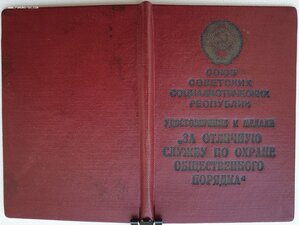 СОЮЗ
СОВЕТСКИХ
СОЦИАЛИСТИЧЕСКИХ
РЕСПУБЛИК
УДОСТОВЕРЕНИЕ К МЕДАЛИ
„ЗА ОТЛИЧНУЮ
СЛУЖБУ ПО ОХРАНЕ
ОБЩЕСТВЕННОГО
ПОРЯДКА“